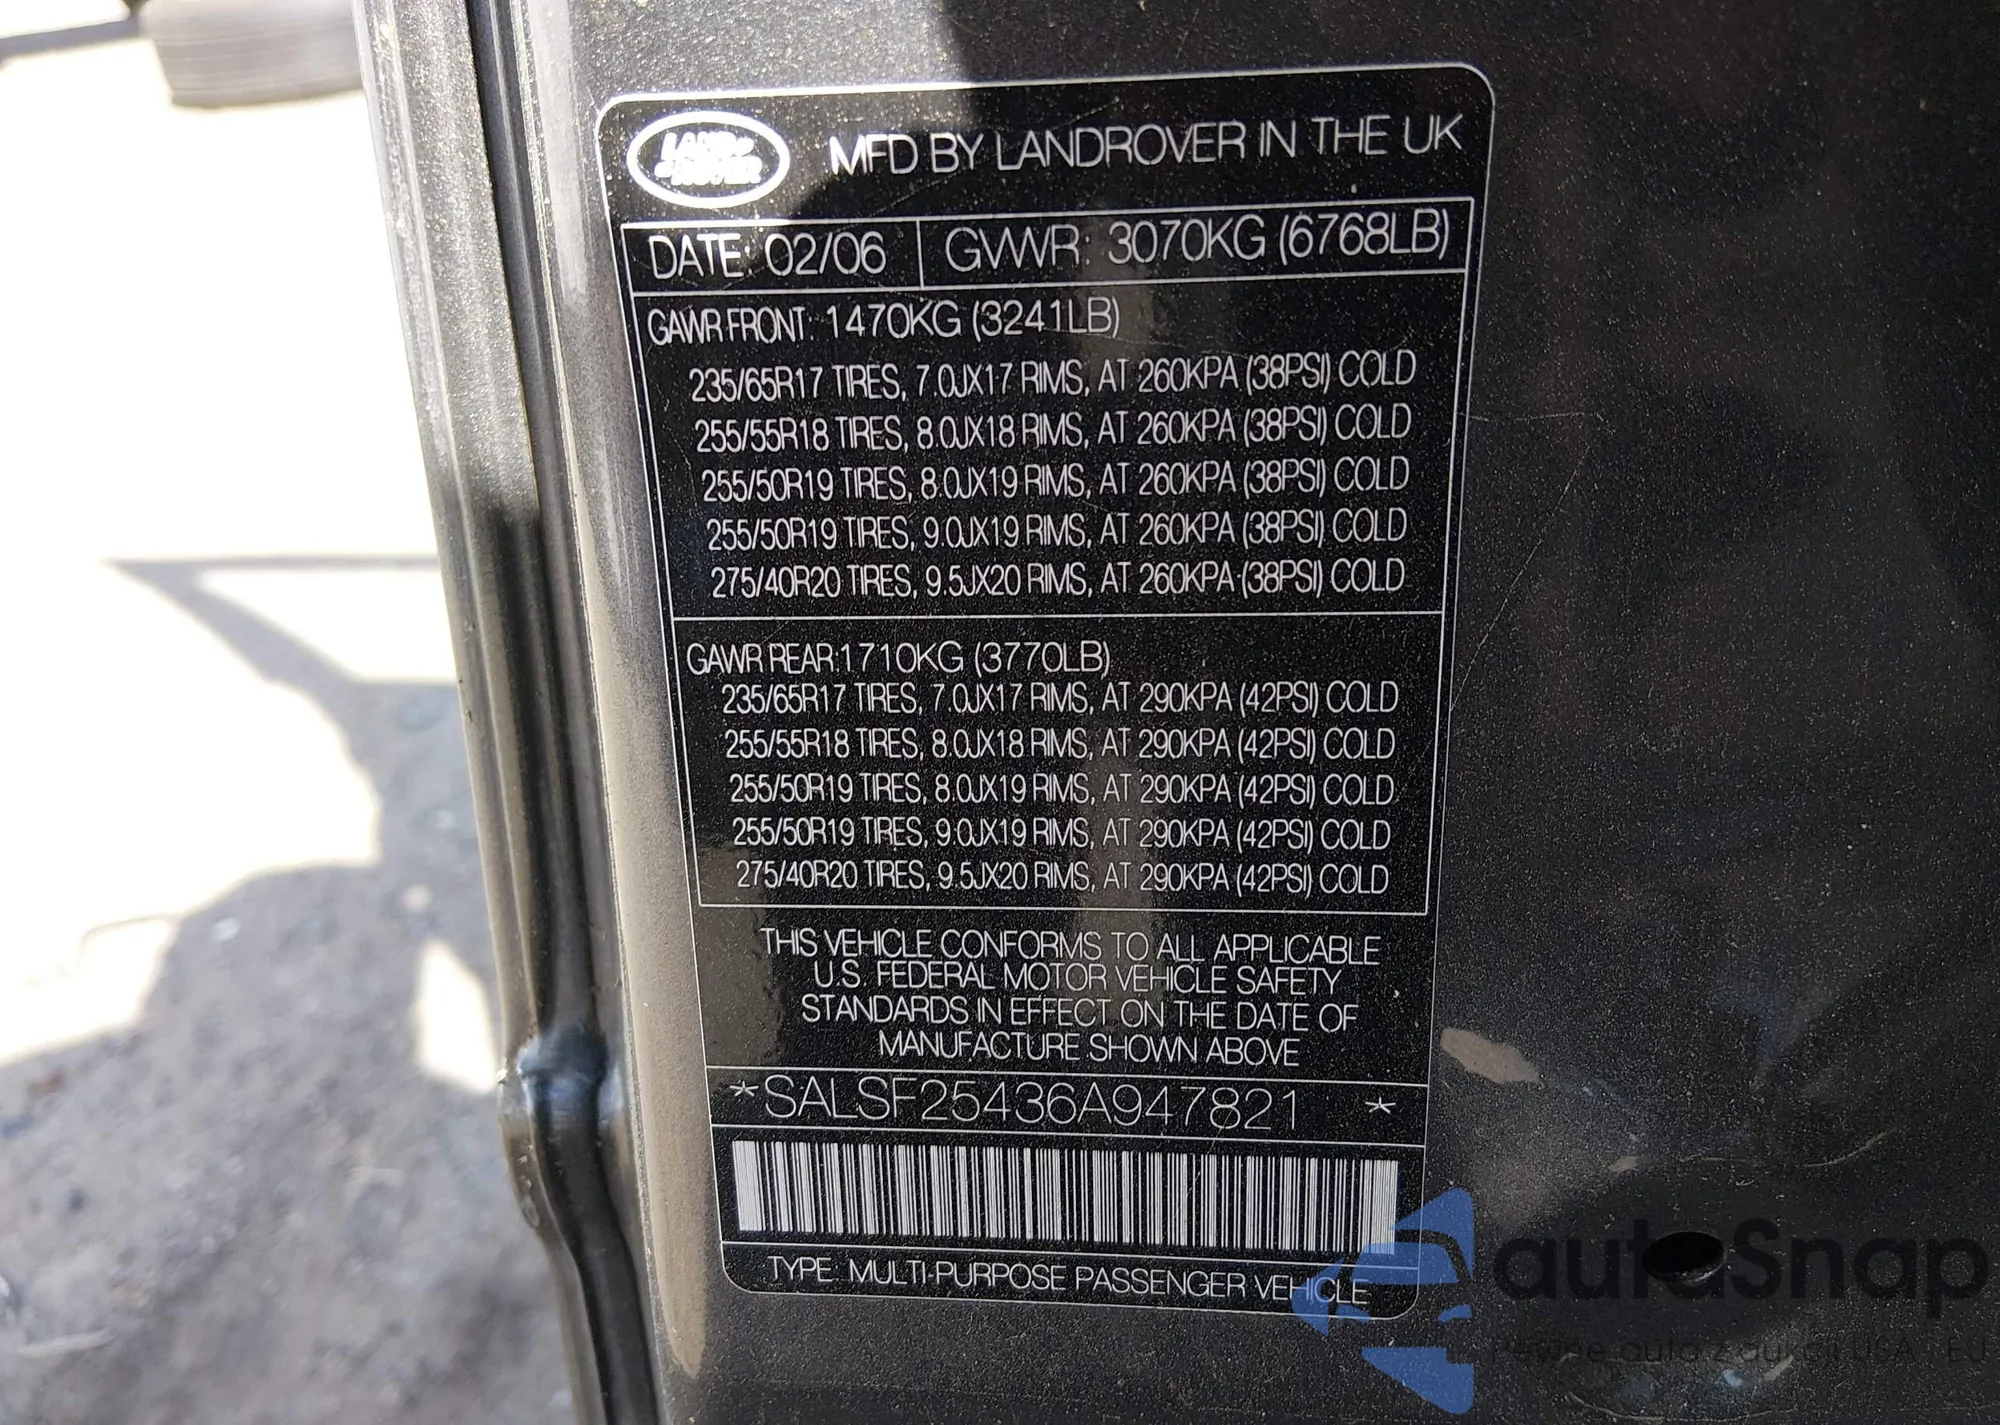 LAND ROVER MFD BY LANDROVER IN THE UK
DATE: 02/06 GVWR: 3070KG (6768LB)
GAWR FRONT: 1470KG (3241LB)
235/65R17 TIRES, 7.0JX17 RIMS, AT 260KPA (38PSI) COLD
255/55R18 TIRES, 8.0JX18 RIMS, AT 260KPA (38PSI) COLD
255/50R19 TIRES, 8.0JX19 RIMS, AT 260KPA (38PSI) COLD
255/50R19 TIRES, 9.0JX19 RIMS, AT 260KPA (38PSI) COLD
275/40R20 TIRES, 9.5JX20 RIMS, AT 260KPA (38PSI) COLD
GAWR REAR:1710KG (3770LB)
235/65R17 TIRES, 7.0JX17 RIMS, AT 290KPA (42PSI) COLD
255/55R18 TIRES, 8.0JX18 RIMS, AT 290KPA (42PSI) COLD
255/50R19 TIRES, 8.0JX19 RIMS, AT 290KPA (42PSI) COLD
255/50R19 TIRES, 9.0JX19 RIMS, AT 290KPA (42PSI) COLD
275/40R20 TIRES, 9.5JX20 RIMS, AT 290KPA (42PSI) COLD
THIS VEHICLE CONFORMS TO ALL APPLICABLE
U.S. FEDERAL MOTOR VEHICLE SAFETY
STANDARDS IN EFFECT ON THE DATE OF
MANUFACTURE SHOWN ABOVE
*SALSF25436A947821 *
TYPE: MULTI-PURPOSE PASSENGER VEHICLE
autoSnap
Pewne auta z aukcji USA - EU